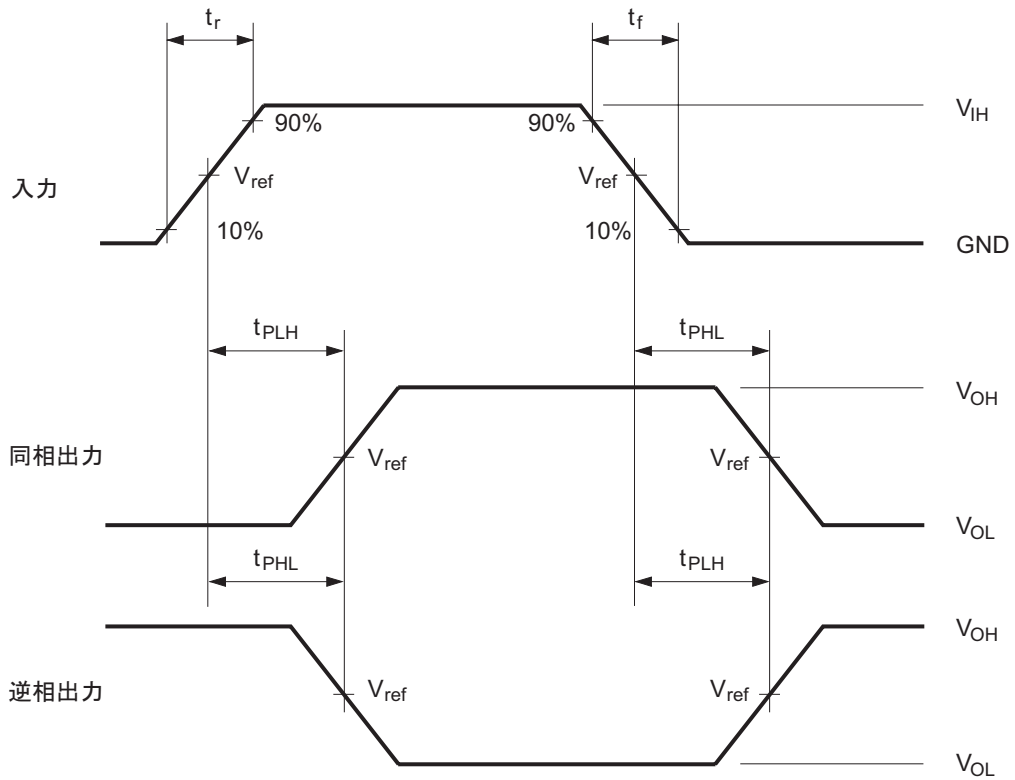 tr
tf
90%
90%
VIH
入力
Vref
Vref
10%
10%
GND
tPLH
tPHL
VOH
同相出力
Vref
Vref
VOL
tPHL
tPLH
VOH
逆相出力
Vref
Vref
VOL